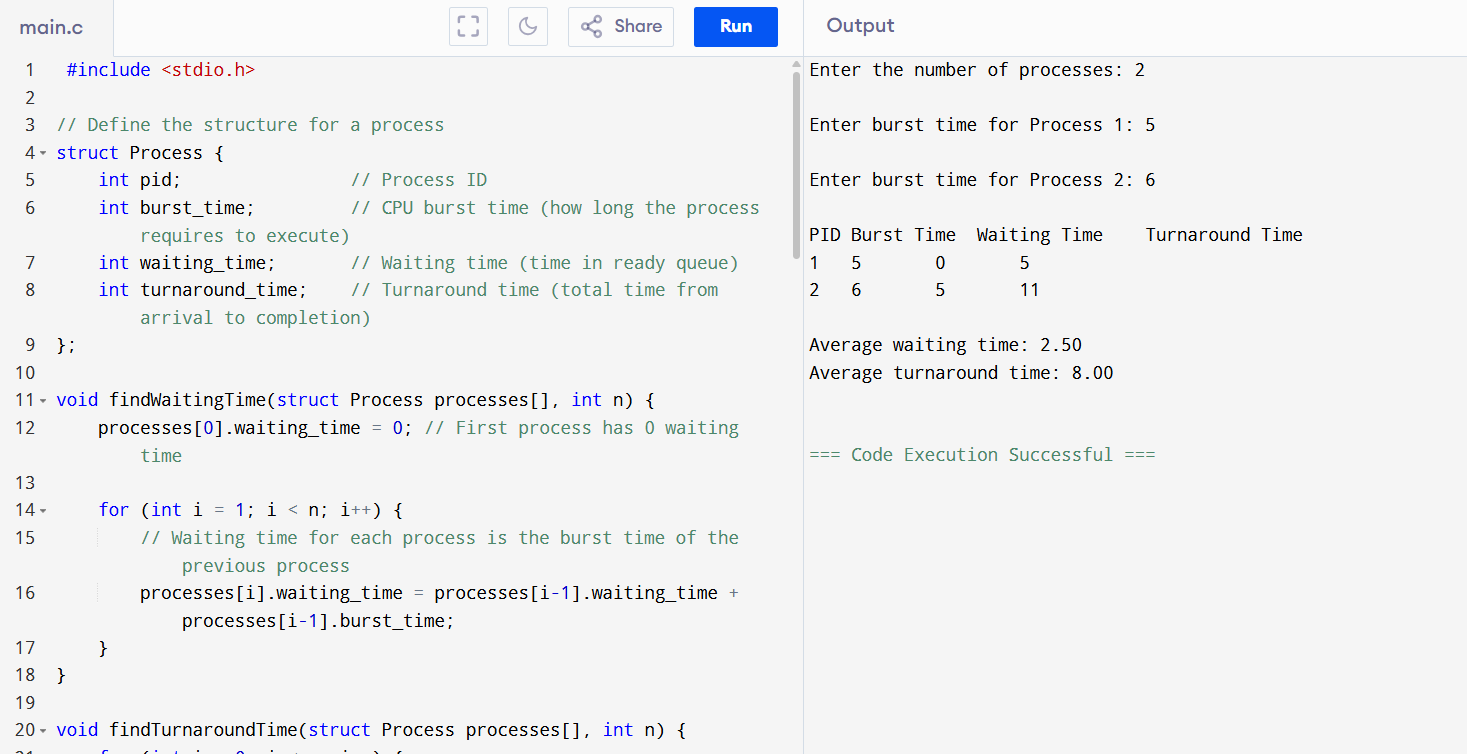 main.c
Share
Run
Output
1 #include <stdio.h>
2
3 // Define the structure for a process
4 struct Process {
5 int pid; // Process ID
6 int burst_time; // CPU burst time (how long the process
requires to execute)
7 int waiting_time; // Waiting time (time in ready queue)
8 int turnaround_time; // Turnaround time (total time from
arrival to completion)
9 };
10
11 void findWaitingTime(struct Process processes[], int n) {
12 processes[0].waiting_time = 0; // First process has 0 waiting
time
13
14 for (int i = 1; i < n; i++) {
15 // Waiting time for each process is the burst time of the
previous process
16 processes[i].waiting_time = processes[i-1].waiting_time +
processes[i-1].burst_time;
17 }
18 }
19
20 void findTurnaroundTime(struct Process processes[], int n) {
Enter the number of processes: 2
Enter burst time for Process 1: 5
Enter burst time for Process 2: 6
PID Burst Time Waiting Time Turnaround Time
1 5 0 5
2 6 5 11
Average waiting time: 2.50
Average turnaround time: 8.00
=== Code Execution Successful ===